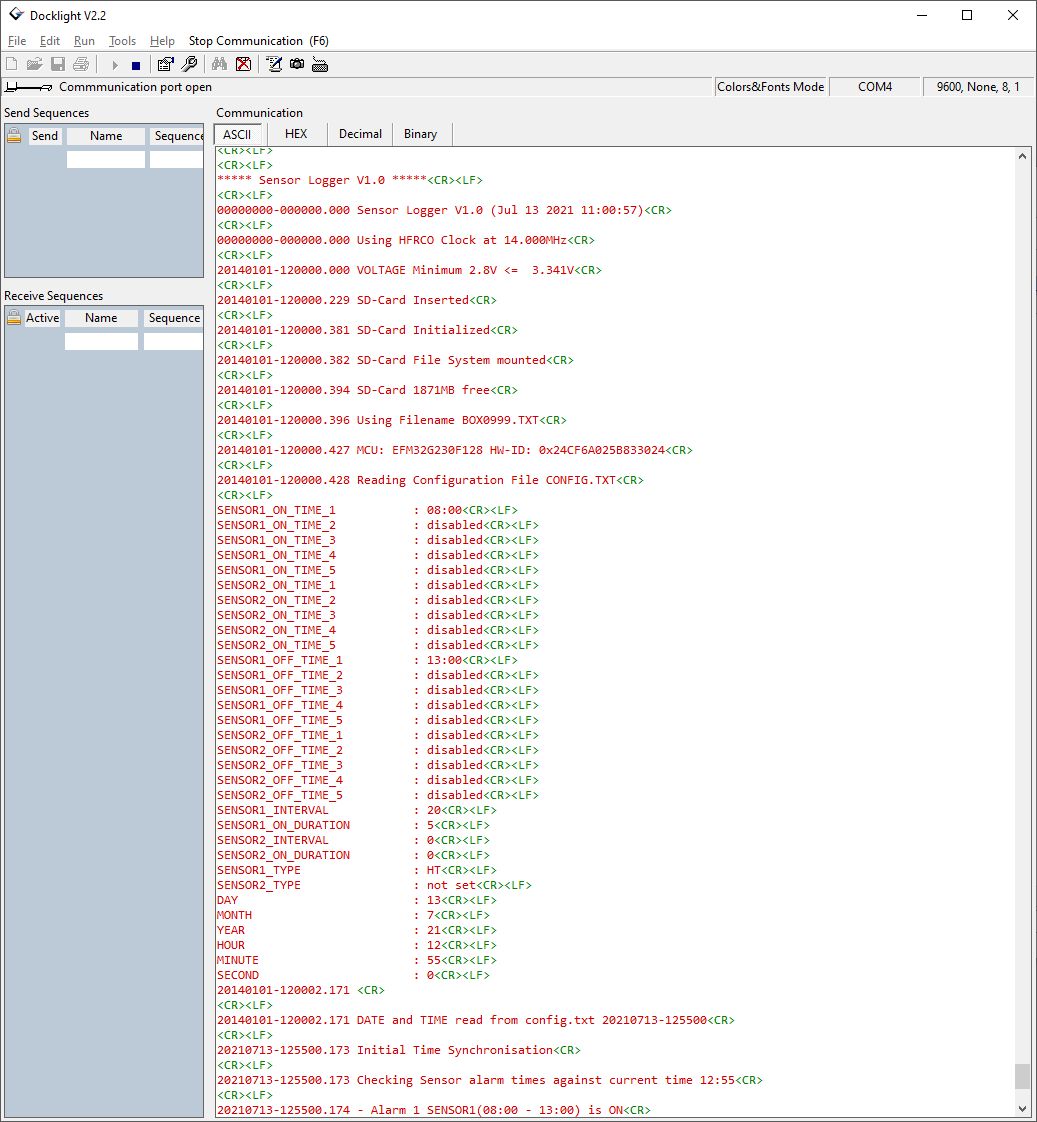 Docklight V2.2
File Edit Run Tools Help Stop Communication (F6)
Commmunication port open
Colors&Fonts Mode
COM4
9600, None, 8, 1
Send Sequences
Send Name Sequence
Receive Sequences
Active Name Sequence
Communication
ASCII HEX Decimal Binary
<CR><LF>
<CR><LF>
***** Sensor Logger V1.0 *****<CR><LF>
<CR><LF>
00000000-000000.000 Sensor Logger V1.0 (Jul 13 2021 11:00:57)<CR>
<CR><LF>
00000000-000000.000 Using HFRCO Clock at 14.000MHz<CR>
<CR><LF>
20140101-120000.000 VOLTAGE Minimum 2.8V <=  3.341V<CR>
<CR><LF>
20140101-120000.229 SD-Card Inserted<CR>
<CR><LF>
20140101-120000.381 SD-Card Initialized<CR>
<CR><LF>
20140101-120000.382 SD-Card File System mounted<CR>
<CR><LF>
20140101-120000.394 SD-Card 1871MB free<CR>
<CR><LF>
20140101-120000.396 Using Filename BOX0999.TXT<CR>
<CR><LF>
20140101-120000.427 MCU: EFM32G230F128 HW-ID: 0x24CF6A025B833024<CR>
<CR><LF>
20140101-120000.428 Reading Configuration File CONFIG.TXT<CR>
<CR><LF>
SENSOR1_ON_TIME_1 : 08:00<CR><LF>
SENSOR1_ON_TIME_2 : disabled<CR><LF>
SENSOR1_ON_TIME_3 : disabled<CR><LF>
SENSOR1_ON_TIME_4 : disabled<CR><LF>
SENSOR1_ON_TIME_5 : disabled<CR><LF>
SENSOR2_ON_TIME_1 : disabled<CR><LF>
SENSOR2_ON_TIME_2 : disabled<CR><LF>
SENSOR2_ON_TIME_3 : disabled<CR><LF>
SENSOR2_ON_TIME_4 : disabled<CR><LF>
SENSOR2_ON_TIME_5 : disabled<CR><LF>
SENSOR1_OFF_TIME_1 : 13:00<CR><LF>
SENSOR1_OFF_TIME_2 : disabled<CR><LF>
SENSOR1_OFF_TIME_3 : disabled<CR><LF>
SENSOR1_OFF_TIME_4 : disabled<CR><LF>
SENSOR1_OFF_TIME_5 : disabled<CR><LF>
SENSOR2_OFF_TIME_1 : disabled<CR><LF>
SENSOR2_OFF_TIME_2 : disabled<CR><LF>
SENSOR2_OFF_TIME_3 : disabled<CR><LF>
SENSOR2_OFF_TIME_4 : disabled<CR><LF>
SENSOR2_OFF_TIME_5 : disabled<CR><LF>
SENSOR1_INTERVAL : 20<CR><LF>
SENSOR1_ON_DURATION : 5<CR><LF>
SENSOR2_INTERVAL : 0<CR><LF>
SENSOR2_ON_DURATION : 0<CR><LF>
SENSOR1_TYPE : HT<CR><LF>
SENSOR2_TYPE : not set<CR><LF>
DAY : 13<CR><LF>
MONTH : 7<CR><LF>
YEAR : 21<CR><LF>
HOUR : 12<CR><LF>
MINUTE : 55<CR><LF>
SECOND : 0<CR><LF>
20140101-120002.171 <CR>
<CR><LF>
20140101-120002.171 DATE and TIME read from config.txt 20210713-125500<CR>
<CR><LF>
20210713-125500.173 Initial Time Synchronisation<CR>
<CR><LF>
20210713-125500.173 Checking Sensor alarm times against current time 12:55<CR>
<CR><LF>
20210713-125500.174 - Alarm 1 SENSOR1(08:00 - 13:00) is ON<CR>